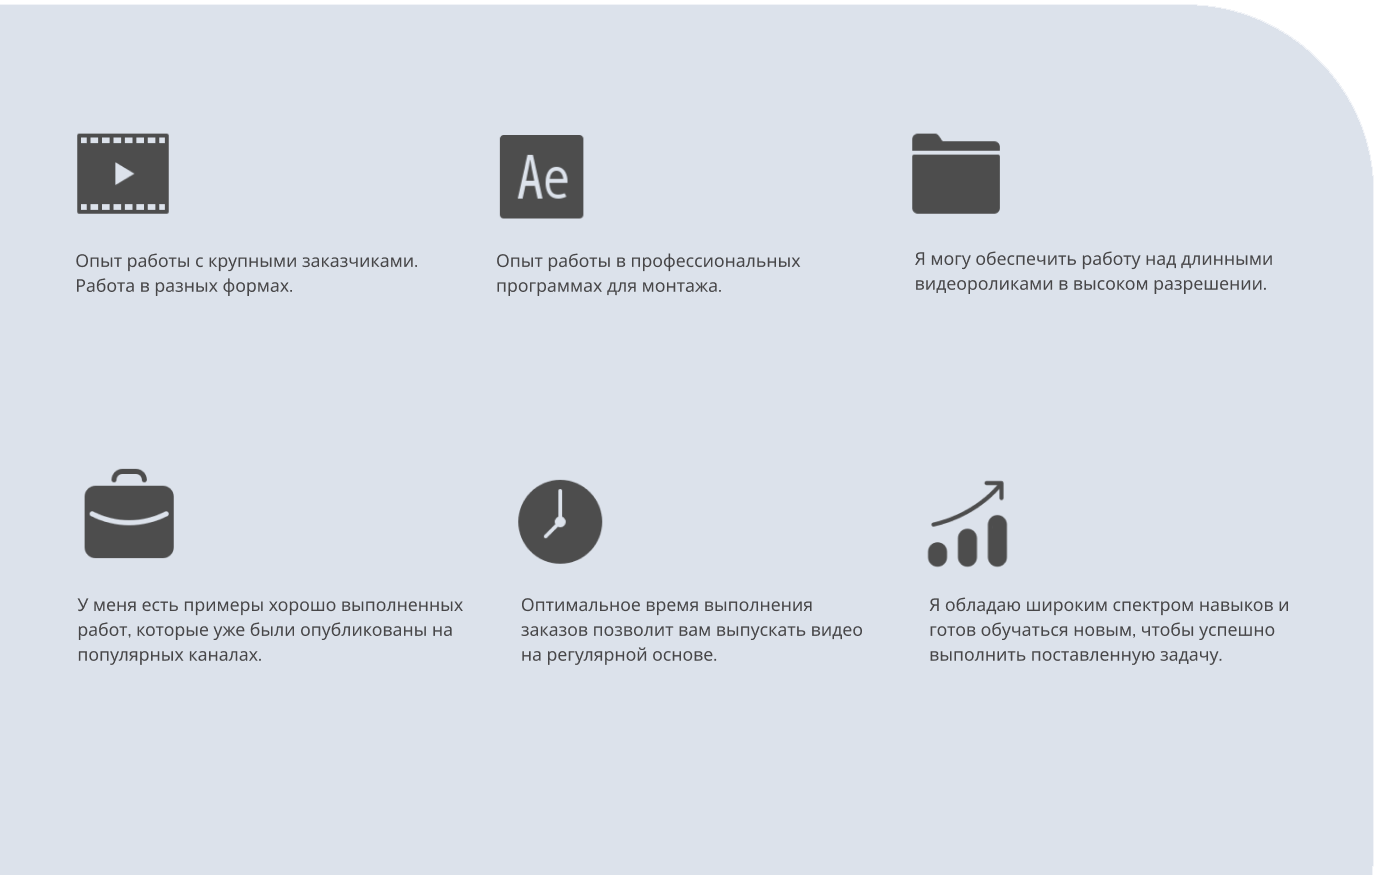 Ae
Опыт работы с крупными заказчиками.
Работа в разных формах.
Опыт работы в профессиональных
программах для монтажа.
Я могу обеспечить работу над длинными
видеороликами в высоком разрешении.
У меня есть примеры хорошо выполненных
работ, которые уже были опубликованы на
популярных каналах.
Оптимальное время выполнения
заказов позволит вам выпускать видео
на регулярной основе.
Я обладаю широким спектром навыков и
готов обучаться новым, чтобы успешно
выполнить поставленную задачу.